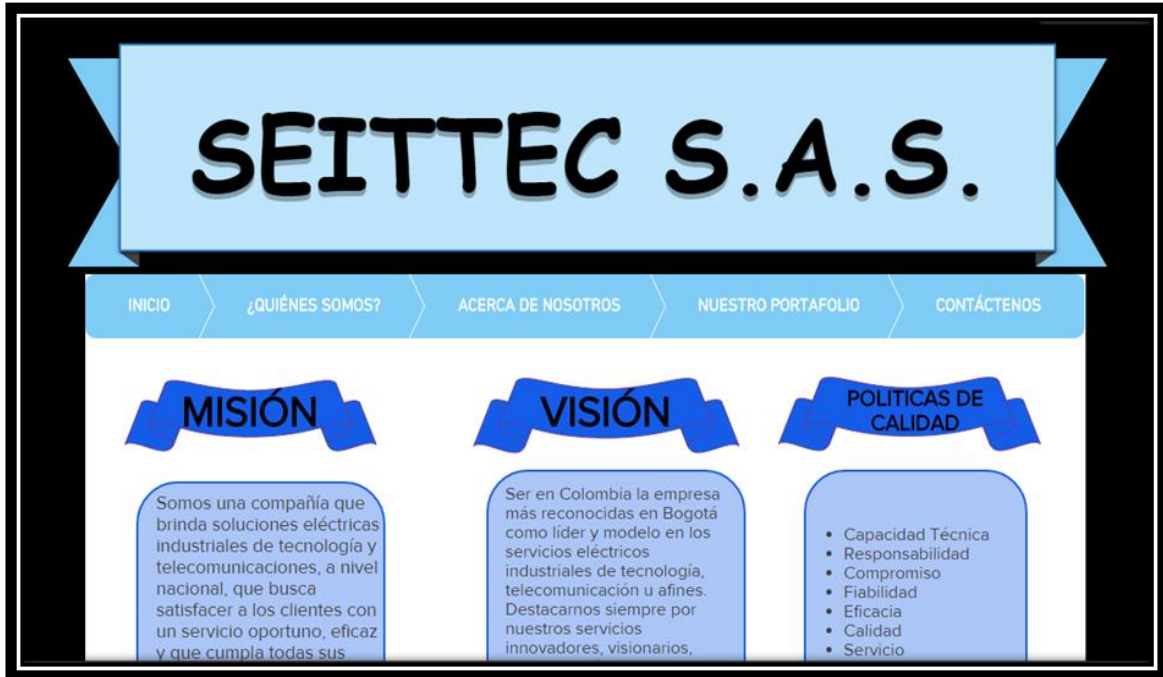 SEITTEC S.A.S.
INICIO
¿QUIÉNES SOMOS?
ACERCA DE NOSOTROS
NUESTRO PORTAFOLIO
CONTÁCTENOS
MISIÓN
Somos una compañía que
brinda soluciones eléctricas
industriales de tecnología y
telecomunicaciones, a nivel
nacional, que busca
satisfacer a los clientes con
un servicio oportuno, eficaz
y que cumpla todas sus
VISIÓN
Ser en Colombia la empresa
más reconocidas en Bogotá
como líder y modelo en los
servicios eléctricos
industriales de tecnología,
telecomunicación u afines.
Destacarnos siempre por
nuestros servicios
innovadores, visionarios,
POLITICAS DE
CALIDAD
• Capacidad Técnica
• Responsabilidad
• Compromiso
• Fiabilidad
• Eficacia
• Calidad
• Servicio